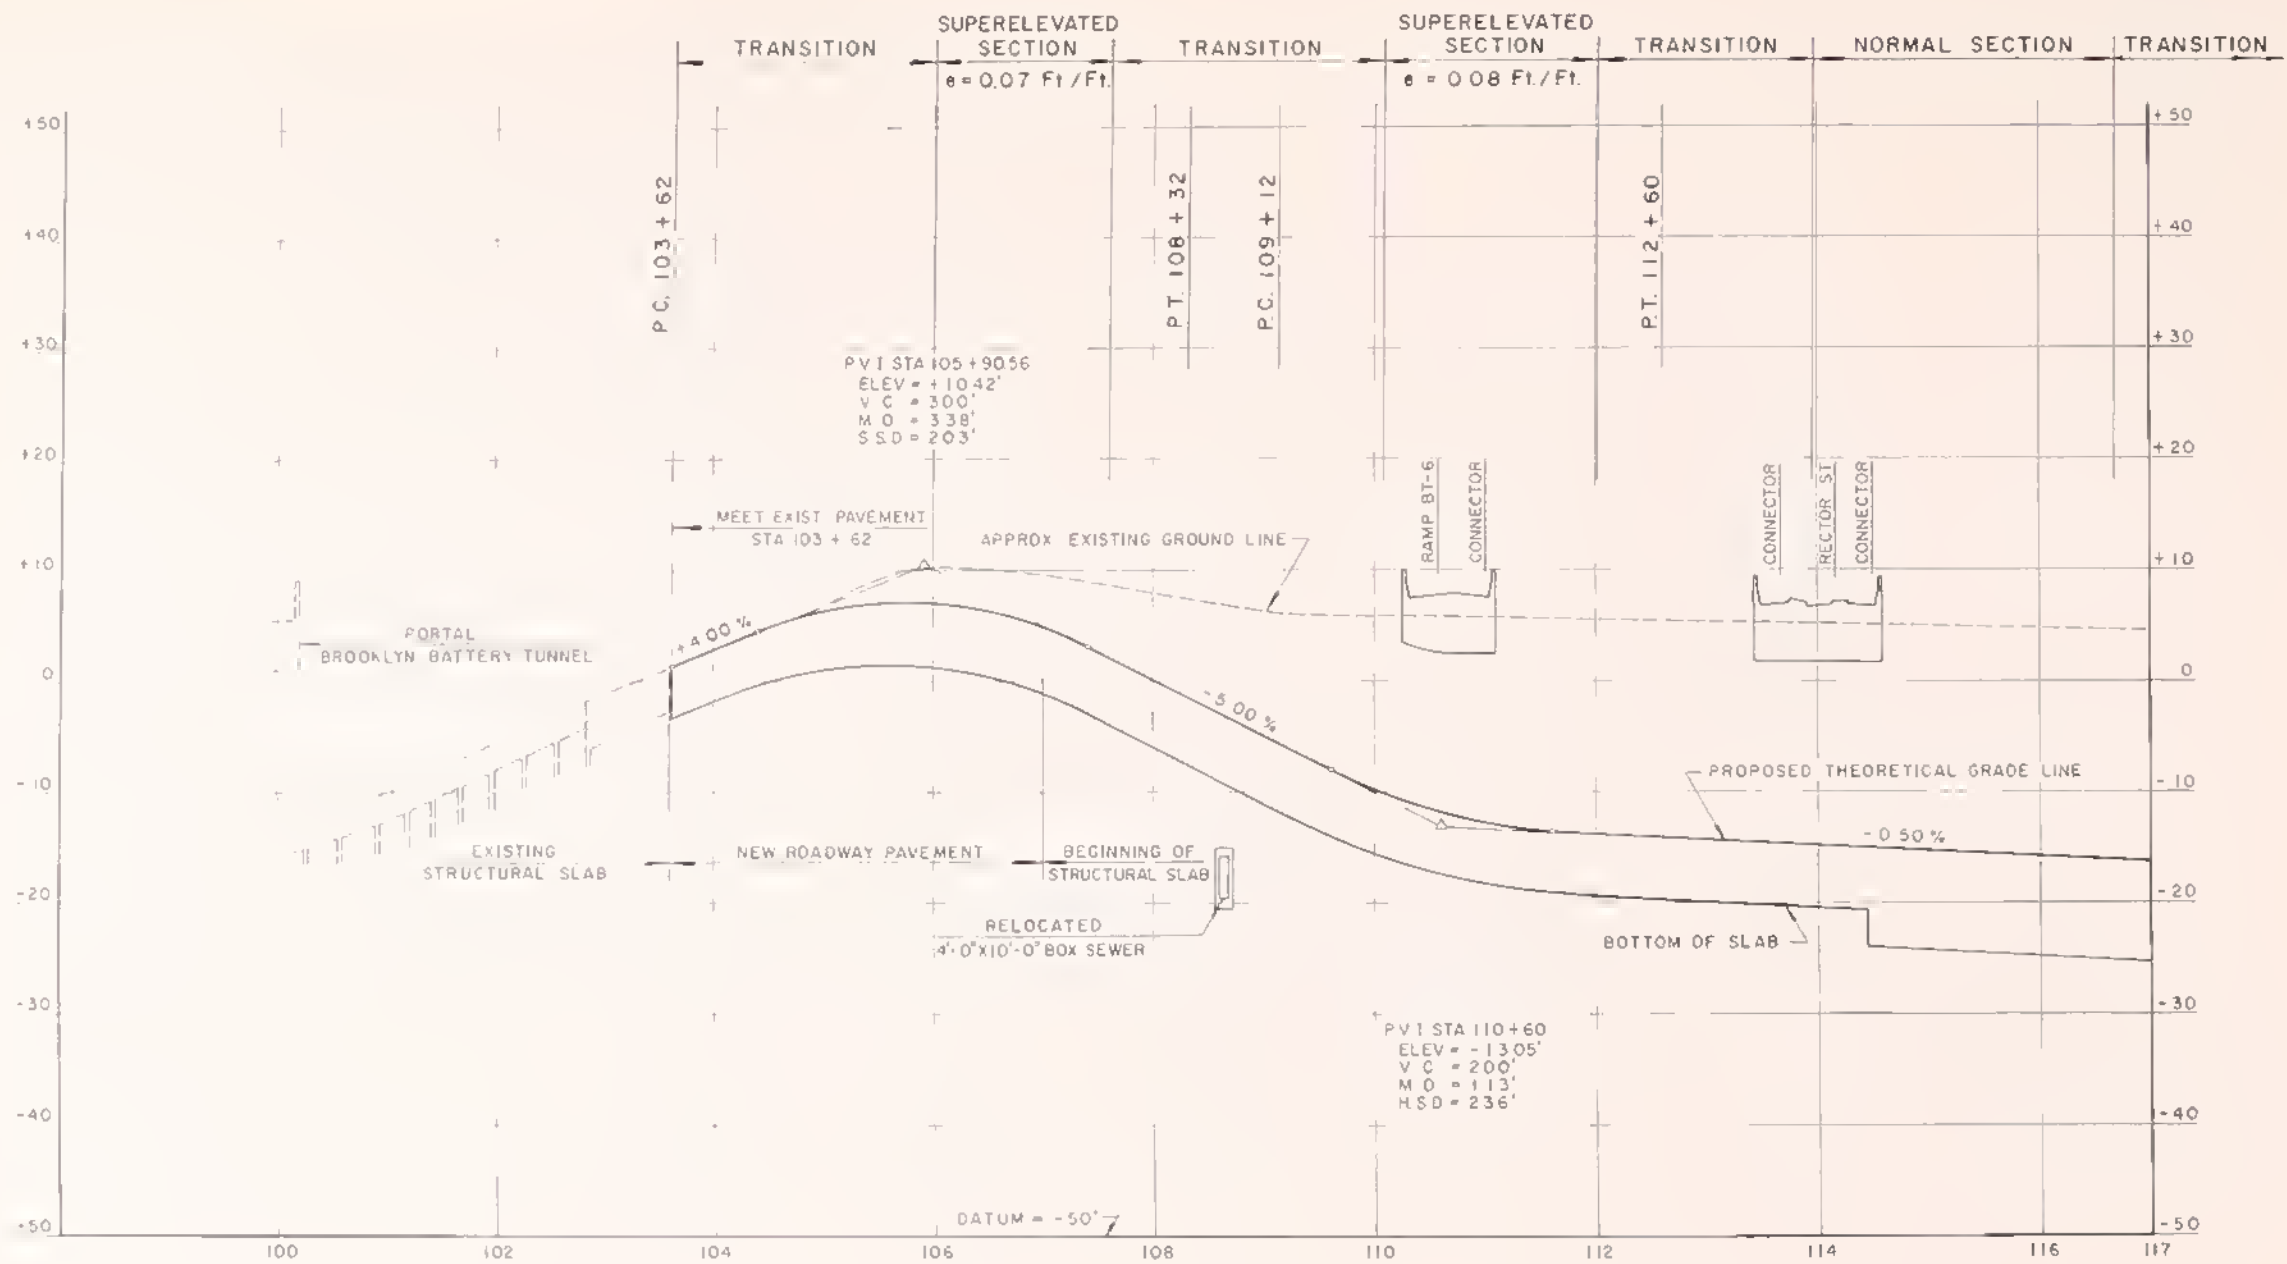 TRANSITION
SUPERELEVATED
SECTION
e = 0.07 Ft./Ft.
TRANSITION
SUPERELEVATED
SECTION
e = 0.08 Ft./Ft.
TRANSITION
NORMAL SECTION
TRANSITION
+50
+40
+30
+20
+10
0
-10
-20
-30
-40
-50
+50
+40
+30
+20
+10
0
-10
-20
-30
-40
-50
P.C. 103 + 62
P.T. 108 + 32
P.C. 109 + 12
P.T. 112 + 60
PVI STA 105+90.56
ELEV = +10.42'
V C = 300'
M O = 3.38'
S.S.D = 203'
MEET EXIST PAVEMENT
STA 103 + 62
APPROX EXISTING GROUND LINE
RAMP BT-6
CONNECTOR
CONNECTOR
RECTOR ST
CONNECTOR
PORTAL
BROOKLYN BATTERY TUNNEL
+4.00 %
-5.00 %
PROPOSED THEORETICAL GRADE LINE
-0.50 %
EXISTING
STRUCTURAL SLAB
NEW ROADWAY PAVEMENT
BEGINNING OF
STRUCTURAL SLAB
RELOCATED
4'-0"X10'-0" BOX SEWER
BOTTOM OF SLAB
PVI STA 110+60
ELEV = -13.05'
V C = 200'
M O = 1.13'
H.S.D = 236'
DATUM = -50'
100
102
104
106
108
110
112
114
116
117